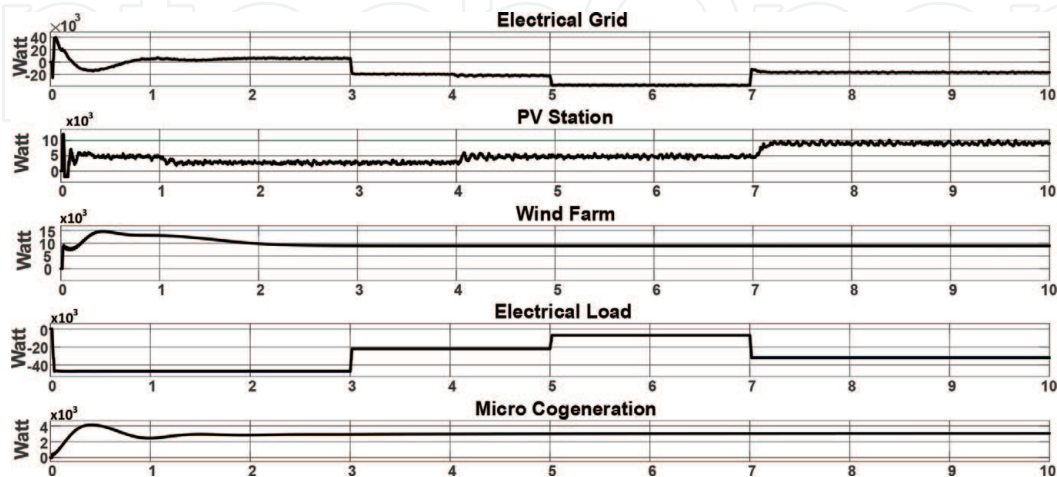 Electrical Grid
×10³
Watt
40
20
0
-20
0 1 2 3 4 5 6 7 8 9 10
PV Station
x10³
Watt
10
5
0
0 1 2 3 4 5 6 7 8 9 10
Wind Farm
x10³
Watt
15
10
5
0
0 1 2 3 4 5 6 7 8 9 10
Electrical Load
x10³
Watt
0
-20
-40
0 1 2 3 4 5 6 7 8 9 10
Micro Cogeneration
x10³
Watt
4
2
0
0 1 2 3 4 5 6 7 8 9 10